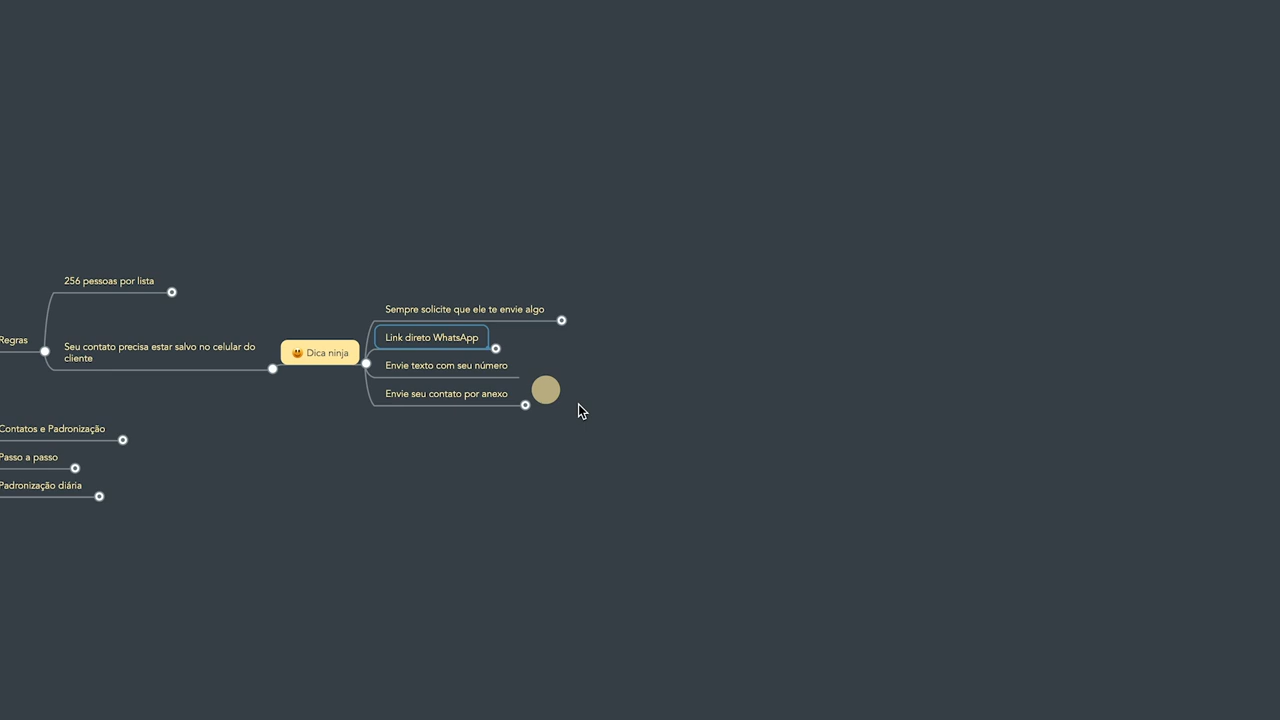 256 pessoas por lista
Regras
Seu contato precisa estar salvo no celular do
cliente
Dica ninja
Sempre solicite que ele te envie algo
Link direto WhatsApp
Envie texto com seu número
Envie seu contato por anexo
Contatos e Padronização
Passo a passo
Padronização diária